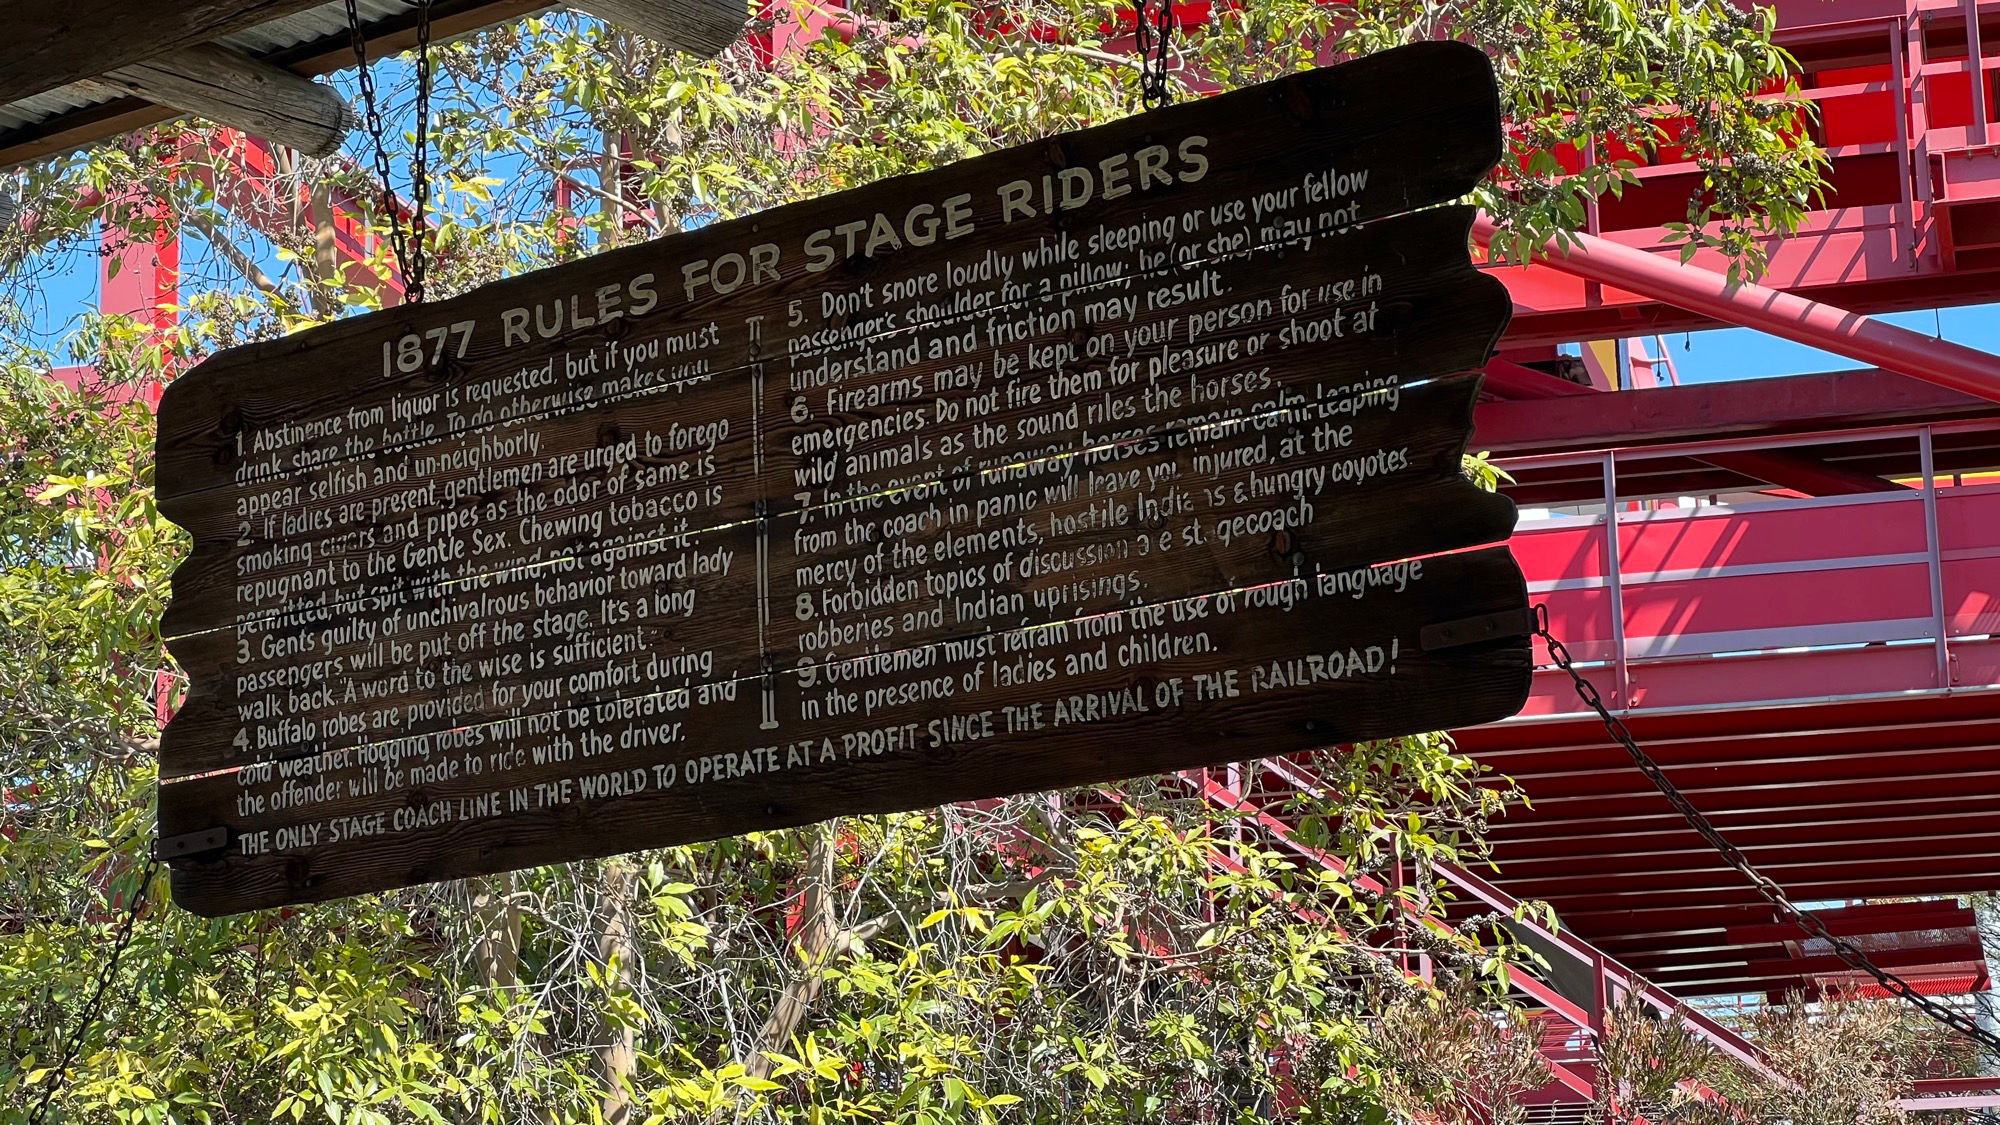 1877 RULES FOR STAGE RIDERS
1. Abstinence from liquor is requested, but if you must
drink, share the bottle. To do otherwise makes you
appear selfish and un-neighborly.
2. If ladies are present, gentlemen are urged to forego
smoking cigars and pipes as the odor of same is
repugnant to the Gentle Sex. Chewing tobacco is
permitted, but spit with the wind, not against it.
3. Gents guilty of unchivalrous behavior toward lady
passengers will be put off the stage. It's a long
walk back. "A word to the wise is sufficient."
4. Buffalo robes are provided for your comfort during
cold weather. Hogging robes will not be tolerated and
the offender will be made to ride with the driver.
5. Don't snore loudly while sleeping or use your fellow
passenger's shoulder for a pillow; he (or she) may not
understand and friction may result.
6. Firearms may be kept on your person for use in
emergencies. Do not fire them for pleasure or shoot at
wild animals as the sound riles the horses.
7. In the event of runaway horses remain calm. Leaping
from the coach in panic will leave you injured, at the
mercy of the elements, hostile Indians & hungry coyotes.
8. Forbidden topics of discussion a e st gecoach
robberies and Indian uprisings.
9. Gentlemen must refrain from the use of rough language
in the presence of ladies and children.
THE ONLY STAGE COACH LINE IN THE WORLD TO OPERATE AT A PROFIT SINCE THE ARRIVAL OF THE RAILROAD!